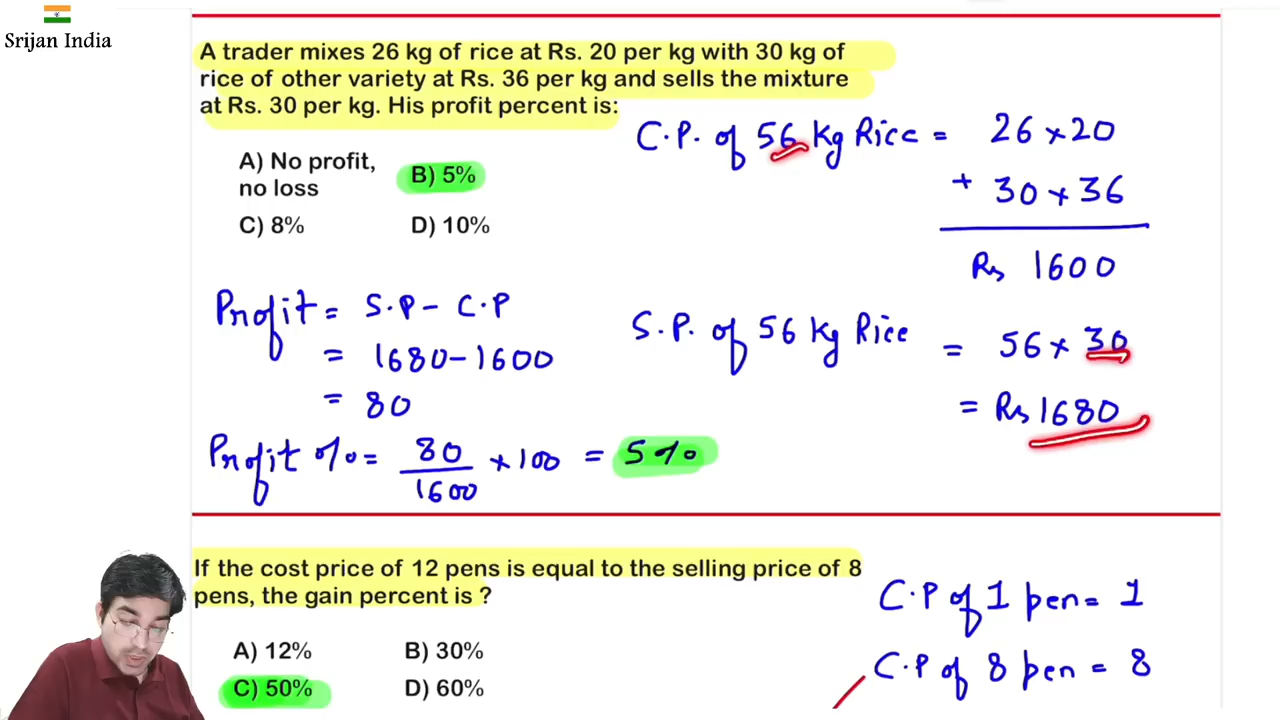 Srijan India
A trader mixes 26 kg of rice at Rs. 20 per kg with 30 kg of
rice of other variety at Rs. 36 per kg and sells the mixture
at Rs. 30 per kg. His profit percent is:
A) No profit,
no loss
B) 5%
C) 8%
D) 10%
C.P. of 56 Kg Rice = 26 × 20
+ 30 × 36
Rs 1600
S.P. of 56 Kg Rice = 56 × 30
= Rs 1680
Profit = S.P - C.P
= 1680 - 1600
= 80
Profit % = 80/1600 × 100 = 5%
If the cost price of 12 pens is equal to the selling price of 8
pens, the gain percent is ?
A) 12%
B) 30%
C) 50%
D) 60%
C.P of 1 pen = 1
C.P of 8 pen = 8